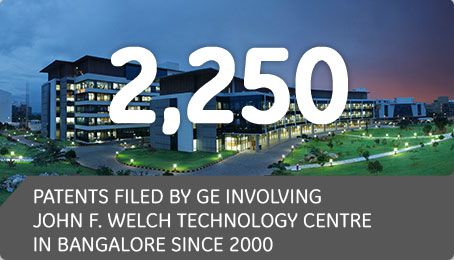 2,250
PATENTS FILED BY GE INVOLVING
JOHN F. WELCH TECHNOLOGY CENTRE
IN BANGALORE SINCE 2000